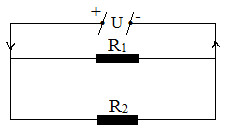 + U -
R₁
R₂